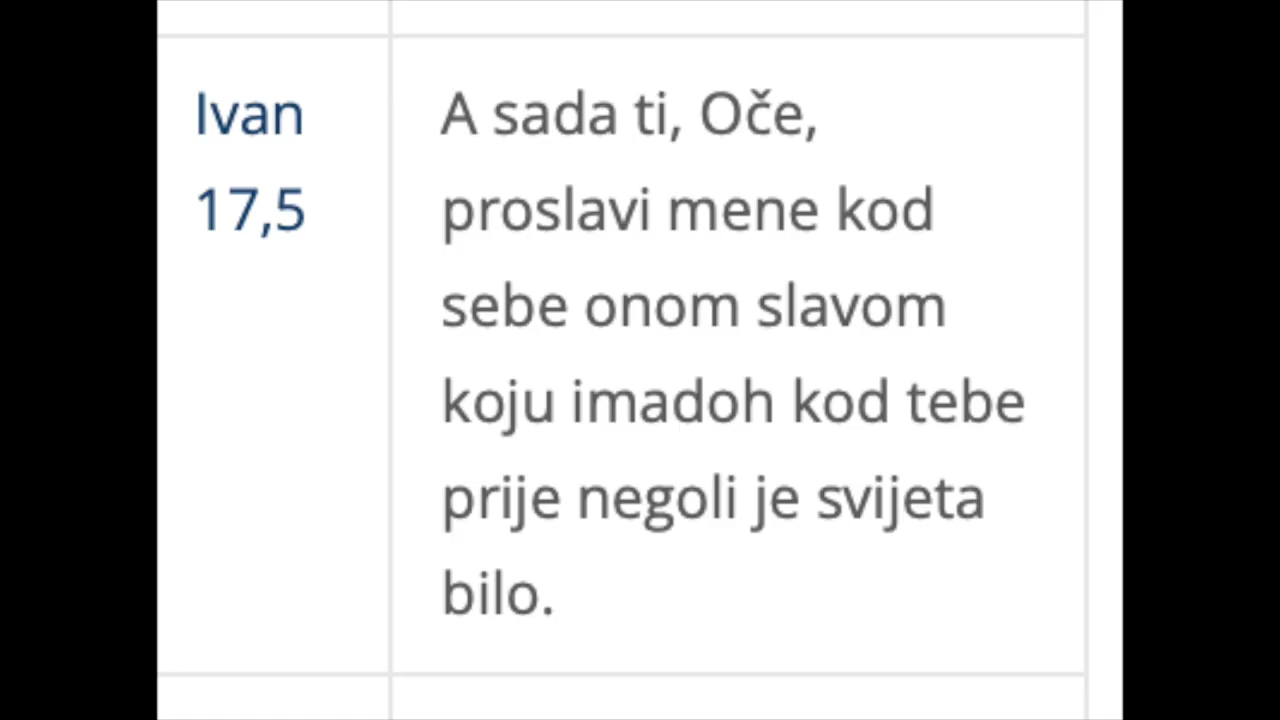 Ivan
17,5
A sada ti, Oče,
proslavi mene kod
sebe onom slavom
koju imadoh kod tebe
prije negoli je svijeta
bilo.